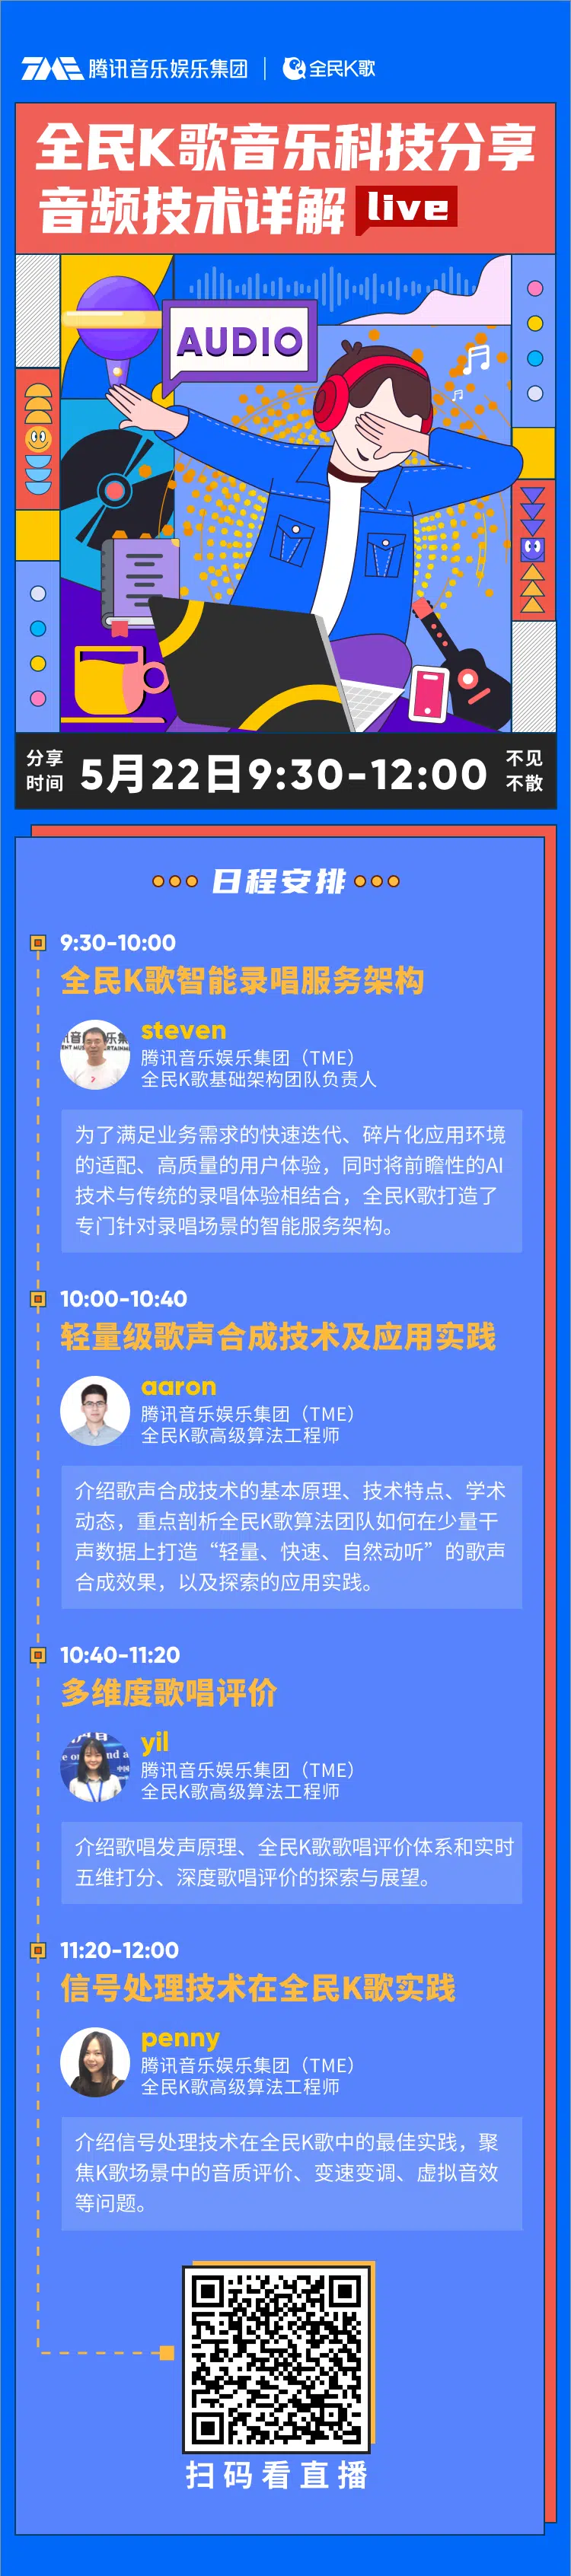 TME 腾讯音乐娱乐集团 | 全民K歌
全民K歌音乐科技分享
音频技术详解 live
AUDIO
分享时间 5月22日9:30-12:00 不见不散
日程安排
9:30-10:00
全民K歌智能录唱服务架构
steven
腾讯音乐娱乐集团（TME）
全民K歌基础架构团队负责人
为了满足业务需求的快速迭代、碎片化应用环境
的适配、高质量的用户体验，同时将前瞻性的AI
技术与传统的录唱体验相结合，全民K歌打造了
专门针对录唱场景的智能服务架构。
10:00-10:40
轻量级歌声合成技术及应用实践
aaron
腾讯音乐娱乐集团（TME）
全民K歌高级算法工程师
介绍歌声合成技术的基本原理、技术特点、学术
动态，重点剖析全民K歌算法团队如何在少量干
声数据上打造“轻量、快速、自然动听”的歌声
合成效果，以及探索的应用实践。
10:40-11:20
多维度歌唱评价
yil
腾讯音乐娱乐集团（TME）
全民K歌高级算法工程师
介绍歌唱发声原理、全民K歌歌唱评价体系和实时
五维打分、深度歌唱评价的探索与展望。
11:20-12:00
信号处理技术在全民K歌实践
penny
腾讯音乐娱乐集团（TME）
全民K歌高级算法工程师
介绍信号处理技术在全民K歌中的最佳实践，聚
焦K歌场景中的音质评价、变速变调、虚拟音效
等问题。
扫码看直播